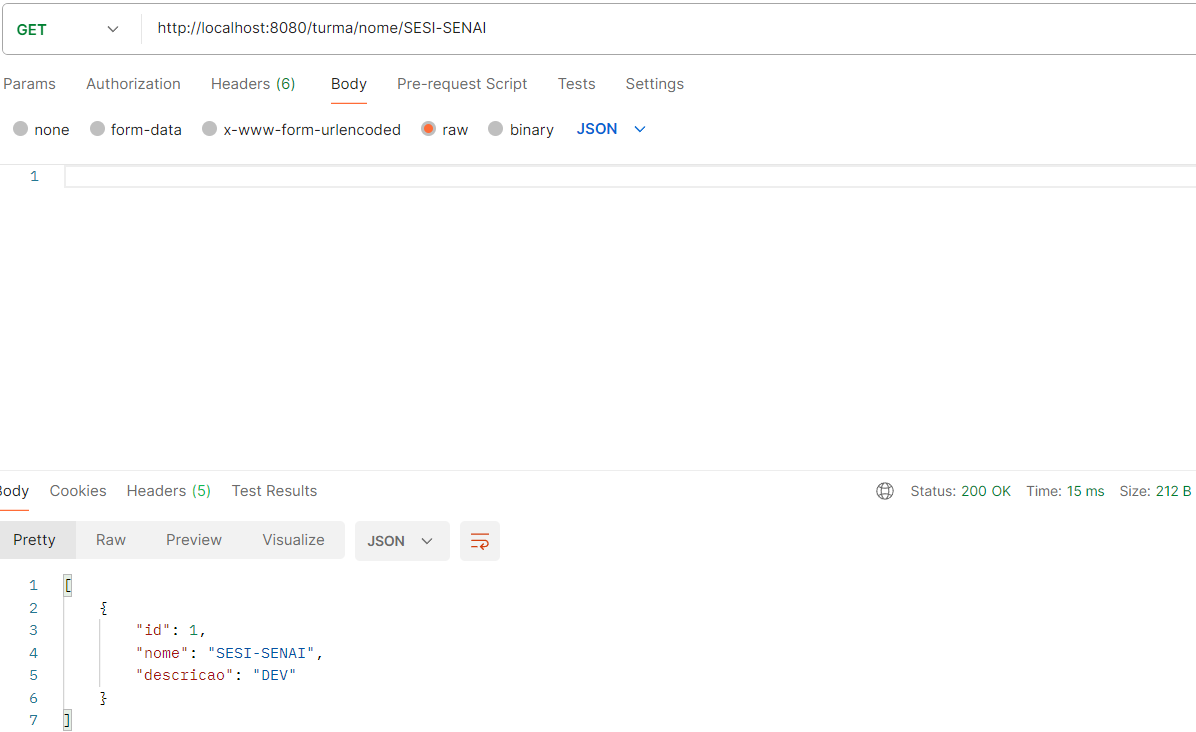 GET http://localhost:8080/turma/nome/SESI-SENAI
Params Authorization Headers (6) Body Pre-request Script Tests Settings
none form-data x-www-form-urlencoded raw binary JSON
1
Body Cookies Headers (5) Test Results Status: 200 OK Time: 15 ms Size: 212 B
Pretty Raw Preview Visualize JSON
1 [
2 {
3 "id": 1,
4 "nome": "SESI-SENAI",
5 "descricao": "DEV"
6 }
7 ]